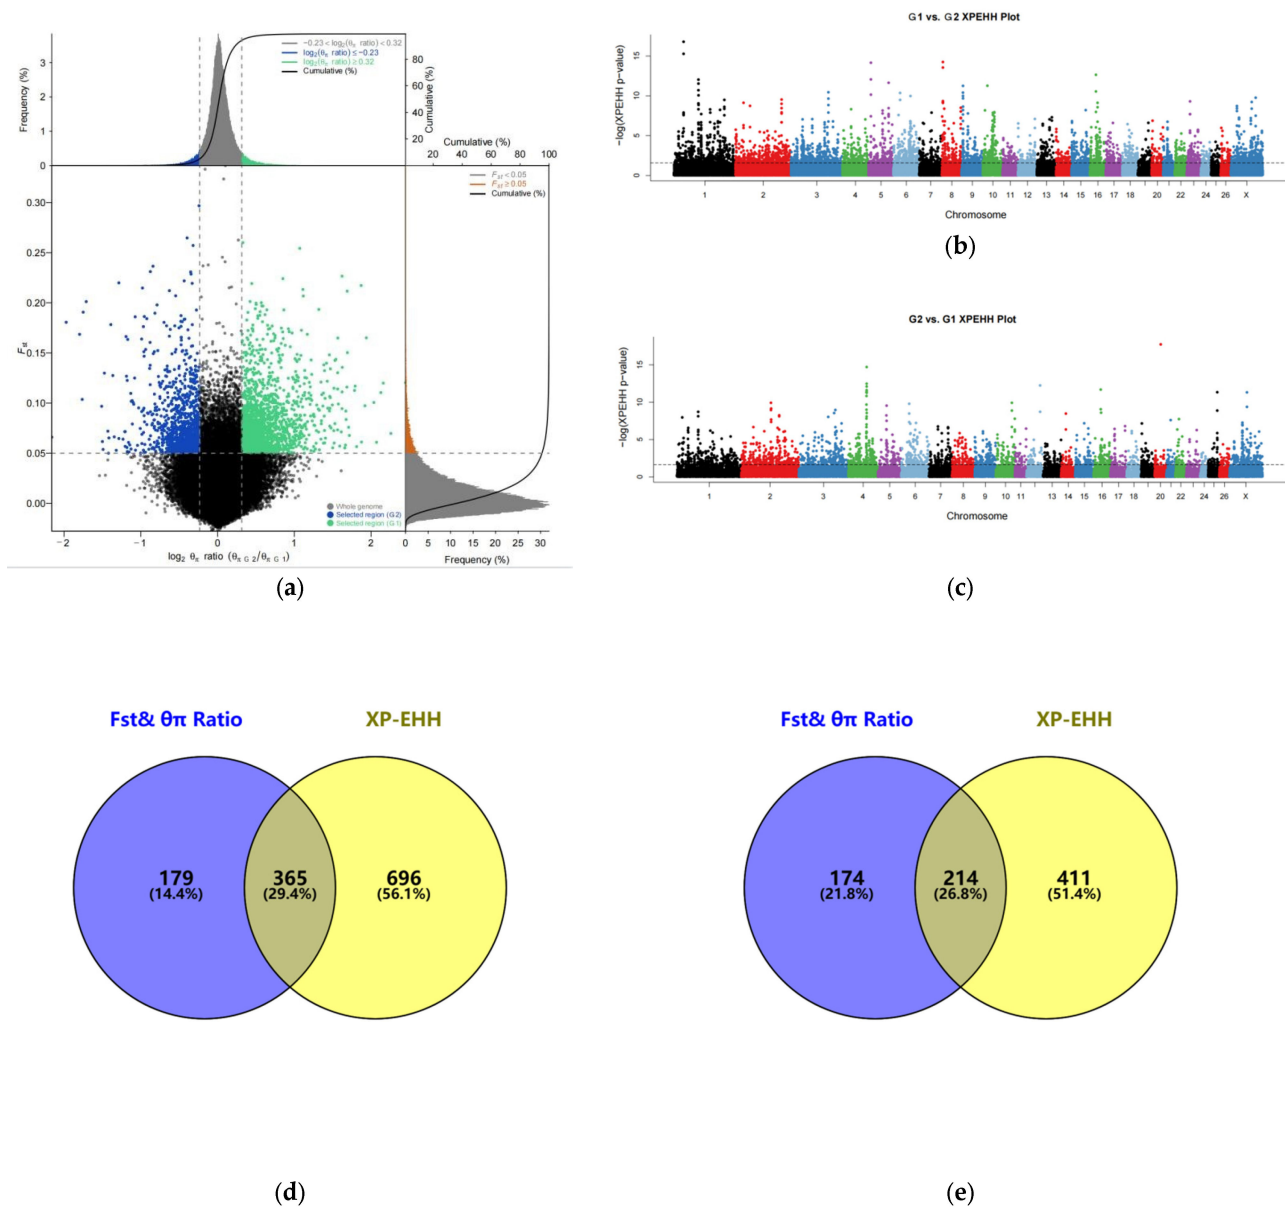 −0.23 < log2(θπ ratio) < 0.32
log2(θπ ratio) ≤ −0.23
log2(θπ ratio) ≥ 0.32
Cumulative (%)
Frequency (%)
3
2
1
0
80
60
40
20
Cumulative (%)
Cumulative (%)
20 40 60 80 100
Fst < 0.05
Fst ≥ 0.05
Cumulative (%)
Fst
0.30
0.25
0.20
0.15
0.10
0.05
0.00
Whole genome
Selected region (G2)
Selected region (G1)
−2 −1 0 1 2
log2 θπ ratio (θπ G 2/θπ G 1)
0 5 10 15 20 25 30
Frequency (%)
(a)
G1 vs. G2 XPEHH Plot
−log(XPEHH p-value)
15
10
5
0
1 2 3 4 5 6 7 8 9 10 11 12 13 14 15 16 17 18 20 22 24 26 X
Chromosome
(b)
G2 vs. G1 XPEHH Plot
−log(XPEHH p-value)
15
10
5
0
1 2 3 4 5 6 7 8 9 10 11 13 14 15 16 17 18 20 22 24 26 X
Chromosome
(c)
Fst& θπ Ratio XP-EHH
179 365 696
(14.4%) (29.4%) (56.1%)
(d)
Fst& θπ Ratio XP-EHH
174 214 411
(21.8%) (26.8%) (51.4%)
(e)